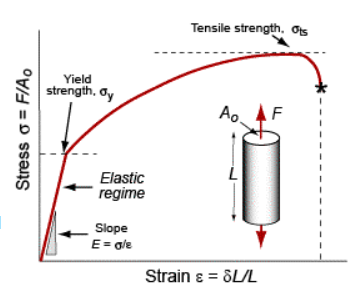 Tensile strength, σts
Yield
strength, σy
Stress σ = F/Ao
Ao
F
L
Elastic
regime
Slope
E = σ/ε
*
Strain ε = δL/L